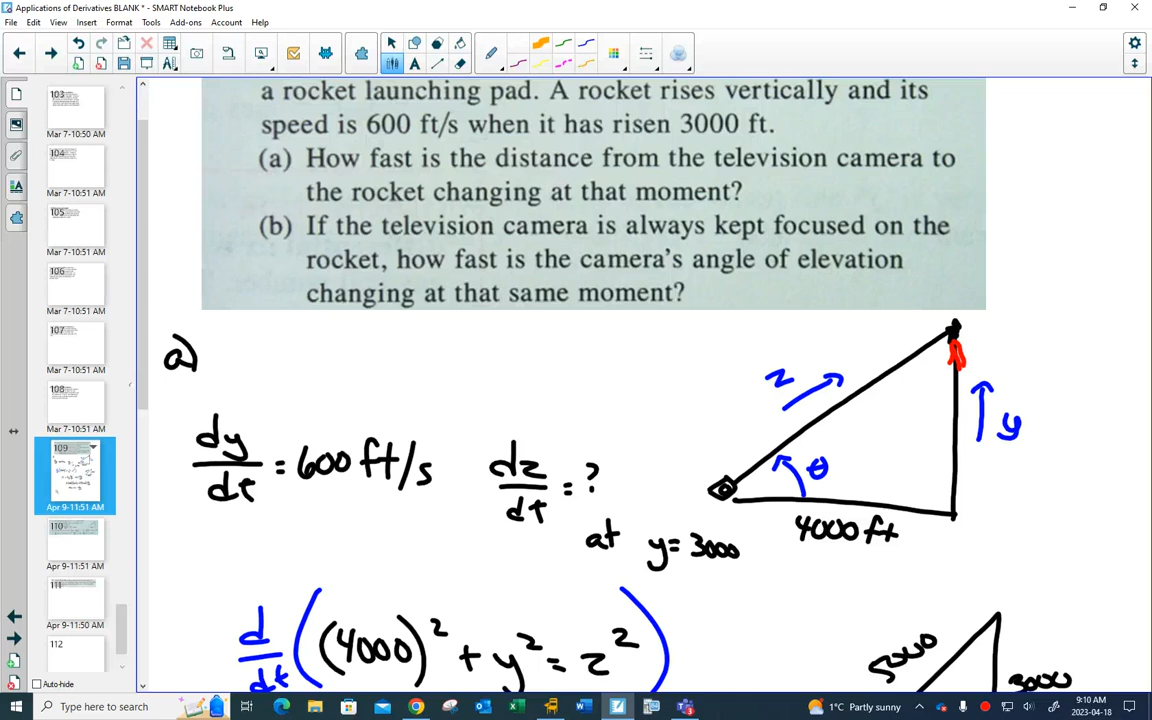 Applications of Derivatives BLANK * - SMART Notebook Plus
File Edit View Insert Format Tools Add-ons Account Help
103
Mar 7-10:50 AM
104
Mar 7-10:51 AM
105
Mar 7-10:51 AM
106
Mar 7-10:51 AM
107
Mar 7-10:51 AM
108
Mar 7-10:51 AM
109
Apr 9-11:51 AM
110
Apr 9-11:51 AM
111
Apr 9-11:50 AM
112
Auto-hide
a rocket launching pad. A rocket rises vertically and its
speed is 600 ft/s when it has risen 3000 ft.
(a) How fast is the distance from the television camera to
the rocket changing at that moment?
(b) If the television camera is always kept focused on the
rocket, how fast is the camera's angle of elevation
changing at that same moment?
a)
z
y
θ
4000 ft
dy/dt = 600 ft/s dz/dt = ?
at y = 3000
d/dt ((4000)² + y² = z²)
5000
3000
Type here to search
1°C Partly sunny
9:10 AM
2023-04-18